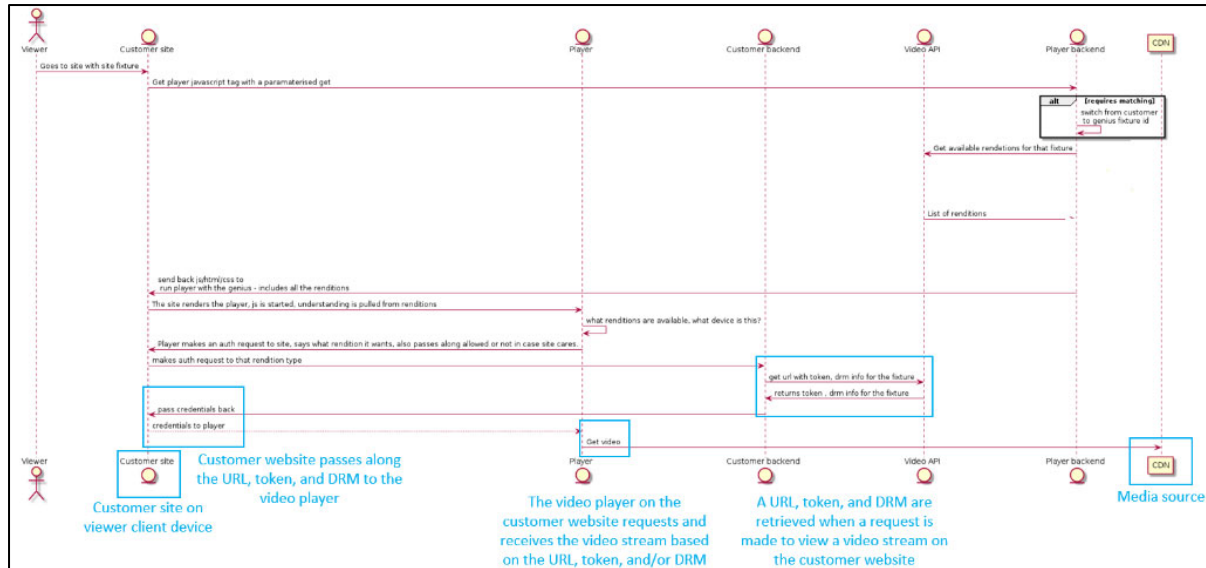 Viewer
Customer site
Player
Customer backend
Video API
Player backend
CDN
Goes to site with site fixture
Get player javascript tag with a paramaterised get
alt
[requires matching]
switch from customer
to genius fixture id
Get available rendetions for that fixture
List of renditions
send back js/html/css to
run player with the genius - includes all the renditions
The site renders the player, js is started, understanding is pulled from renditions
what renditions are available, what device is this?
Player makes an auth request to site, says what rendition it wants, also passes along allowed or not in case site cares.
makes auth request to that rendition type
get url with token, drm info for the fixture
returns token , drm info for the fixture
pass credentials back
credentials to player
Get video
Viewer
Customer site
Player
Customer backend
Video API
Player backend
CDN
Customer site on
viewer client device
Customer website passes along
the URL, token, and DRM to the
video player
The video player on the
customer website requests and
receives the video stream based
on the URL, token, and/or DRM
A URL, token, and DRM are
retrieved when a request is
made to view a video stream on
the customer website
Media source